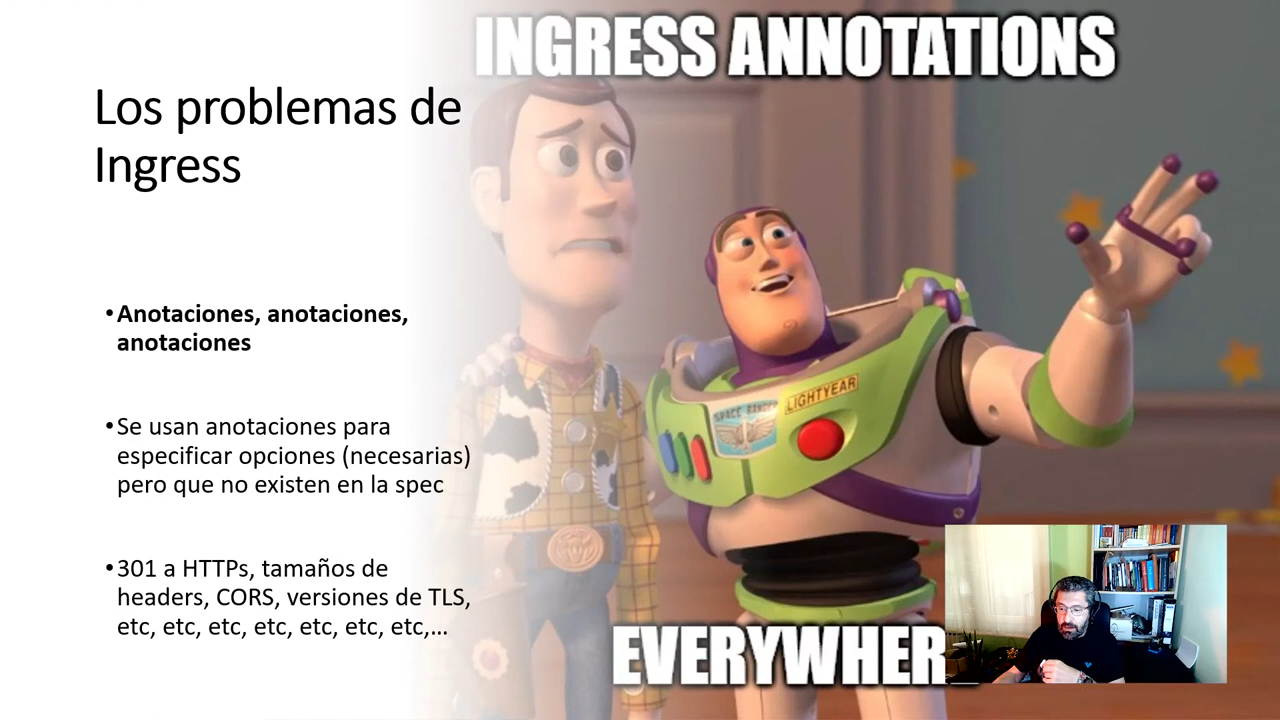 INGRESS ANNOTATIONS
Los problemas de
Ingress
•Anotaciones, anotaciones,
anotaciones
•Se usan anotaciones para
especificar opciones (necesarias)
pero que no existen en la spec
•301 a HTTPs, tamaños de
headers, CORS, versiones de TLS,
etc, etc, etc, etc, etc, etc, etc,...
SPACE RANGER
LIGHTYEAR
EVERYWHER